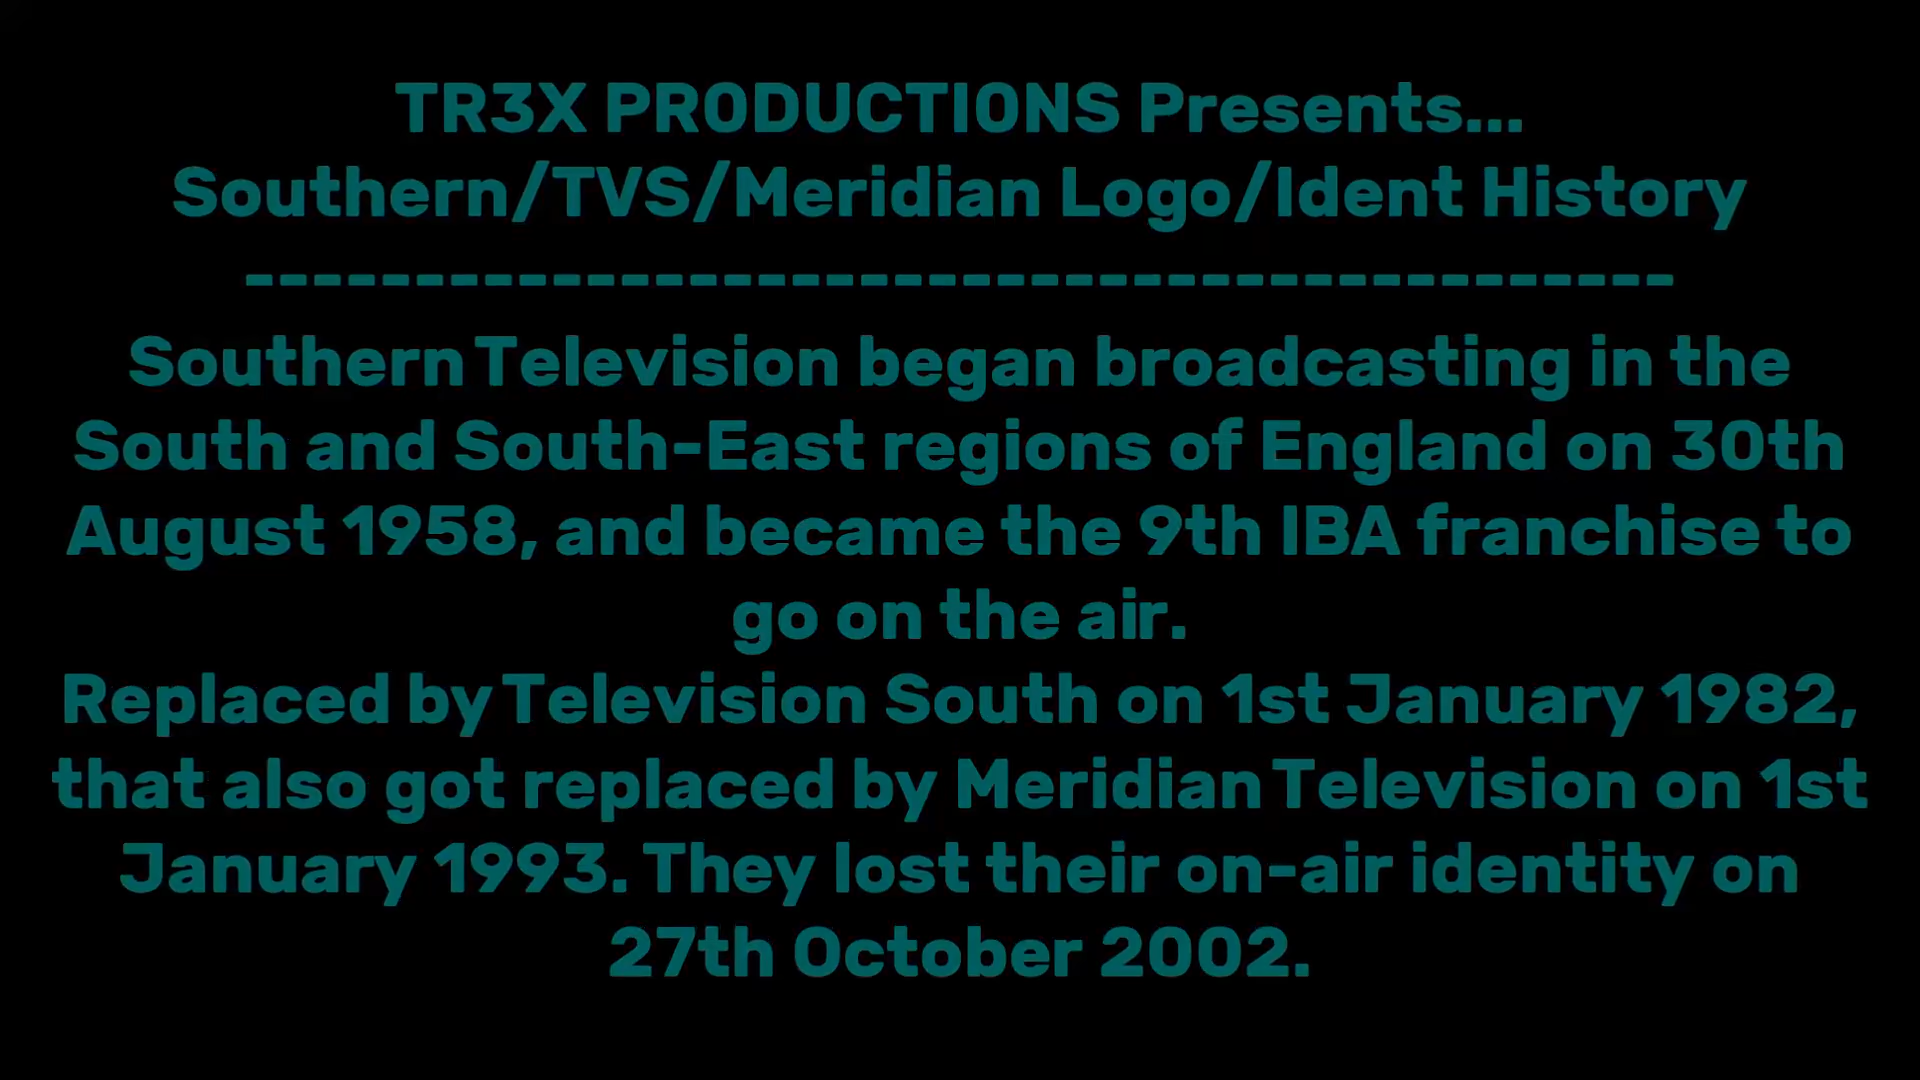 TR3X PRODUCTIONS Presents...
Southern/TVS/Meridian Logo/Ident History
------------------------------------------
Southern Television began broadcasting in the
South and South-East regions of England on 30th
August 1958, and became the 9th IBA franchise to
go on the air.
Replaced by Television South on 1st January 1982,
that also got replaced by Meridian Television on 1st
January 1993. They lost their on-air identity on
27th October 2002.